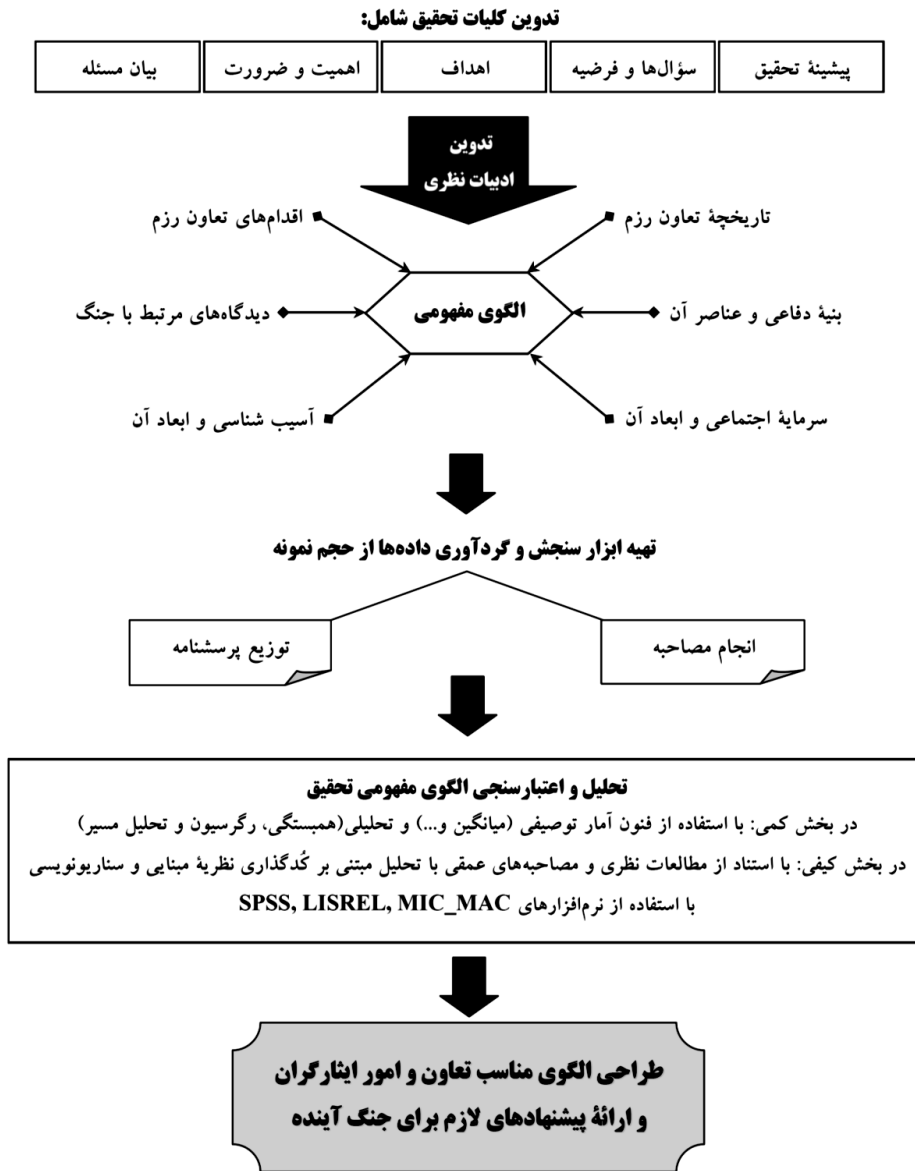 تدوین کلیات تحقیق شامل:
پیشینهٔ تحقیق
سؤال‌ها و فرضیه
اهداف
اهمیت و ضرورت
بیان مسئله
تدوین
ادبیات نظری
تاریخچهٔ تعاون رزم
اقدام‌های تعاون رزم
بنیهٔ دفاعی و عناصر آن
الگوی مفهومی
دیدگاه‌های مرتبط با جنگ
سرمایهٔ اجتماعی و ابعاد آن
آسیب شناسی و ابعاد آن
تهیه ابزار سنجش و گردآوری داده‌ها از حجم نمونه
انجام مصاحبه
توزیع پرسشنامه
تحلیل و اعتبارسنجی الگوی مفهومی تحقیق
در بخش کمی: با استفاده از فنون آمار توصیفی (میانگین و...) و تحلیلی(همبستگی، رگرسیون و تحلیل مسیر)
در بخش کیفی: با استناد از مطالعات نظری و مصاحبه‌های عمقی با تحلیل مبتنی بر کُدگذاری نظریهٔ مبنایی و سناریونویسی
با استفاده از نرم‌افزارهای SPSS, LISREL, MIC_MAC
طراحی الگوی مناسب تعاون و امور ایثارگران
و ارائهٔ پیشنهادهای لازم برای جنگ آینده